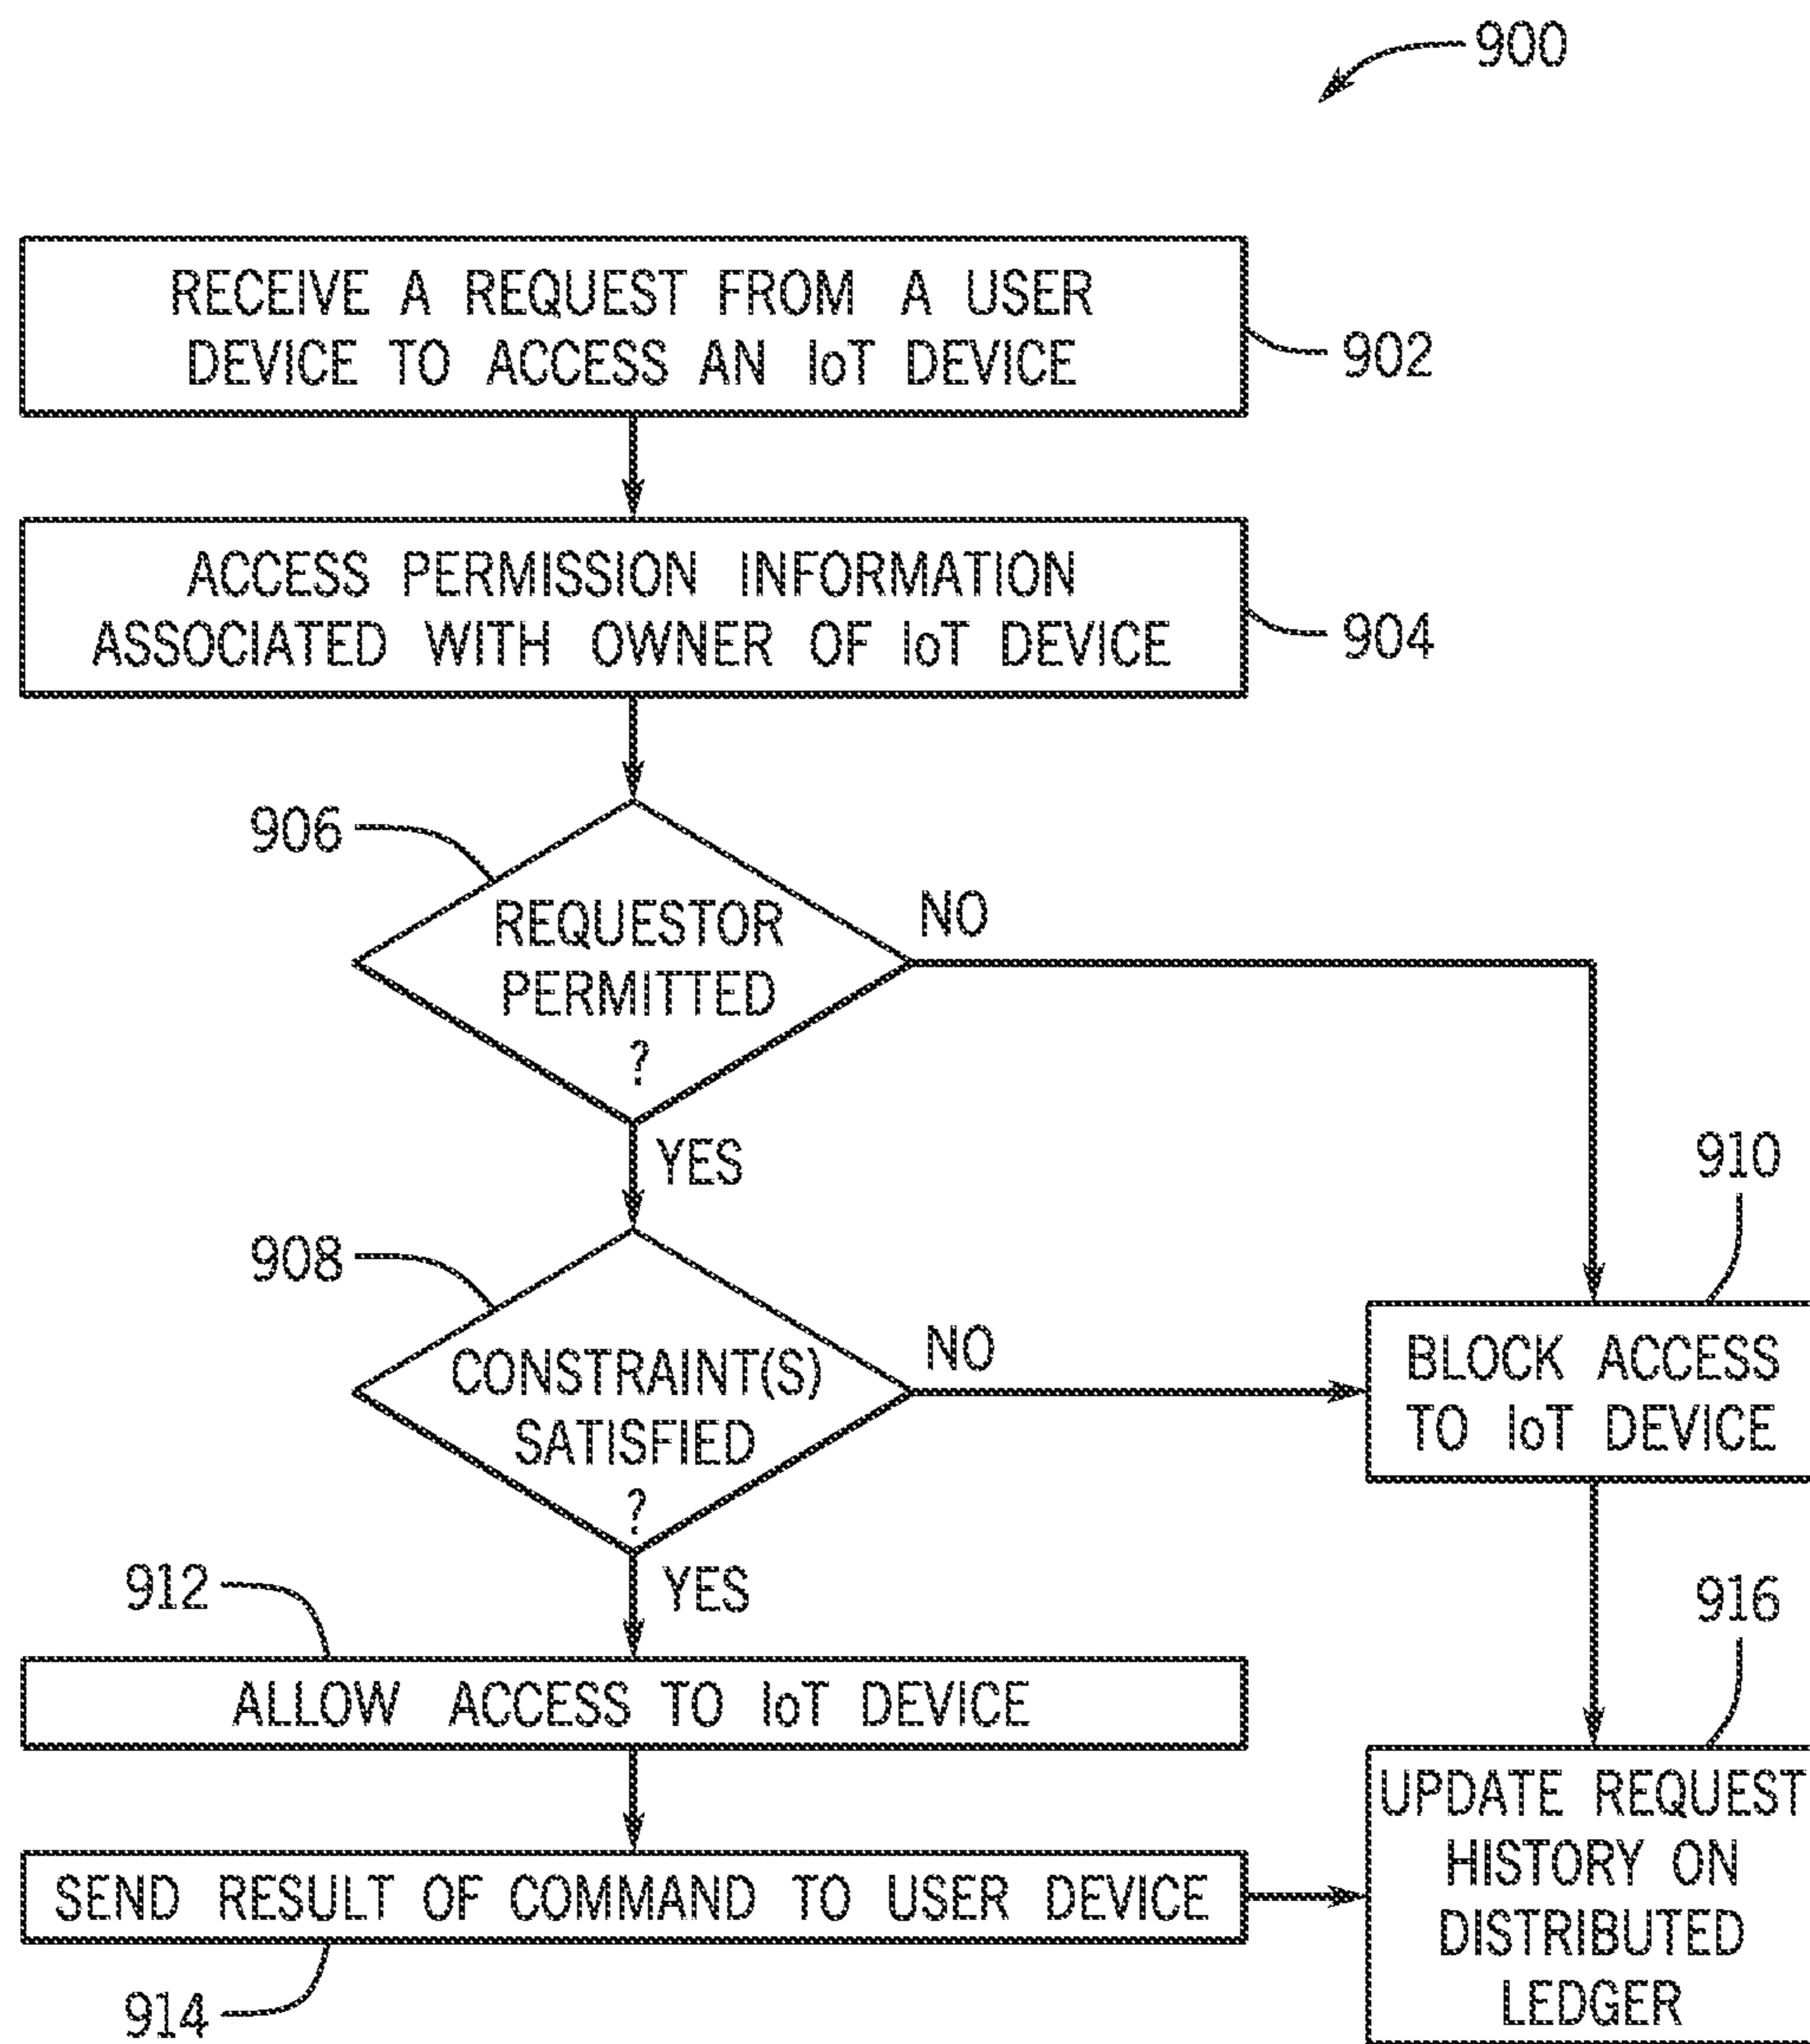 900
RECEIVE A REQUEST FROM A USER
DEVICE TO ACCESS AN IoT DEVICE
902
ACCESS PERMISSION INFORMATION
ASSOCIATED WITH OWNER OF IoT DEVICE
904
906
REQUESTOR
PERMITTED
?
NO
YES
908
CONSTRAINT(S)
SATISFIED
?
NO
YES
910
BLOCK ACCESS
TO IoT DEVICE
912
ALLOW ACCESS TO IoT DEVICE
SEND RESULT OF COMMAND TO USER DEVICE
914
916
UPDATE REQUEST
HISTORY ON
DISTRIBUTED
LEDGER